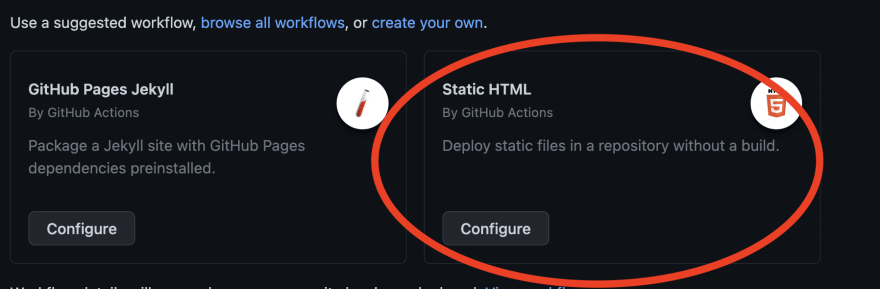 Use a suggested workflow, browse all workflows, or create your own.
GitHub Pages Jekyll
By GitHub Actions
Package a Jekyll site with GitHub Pages
dependencies preinstalled.
Configure
Static HTML
By GitHub Actions
5
Deploy static files in a repository without a build.
Configure